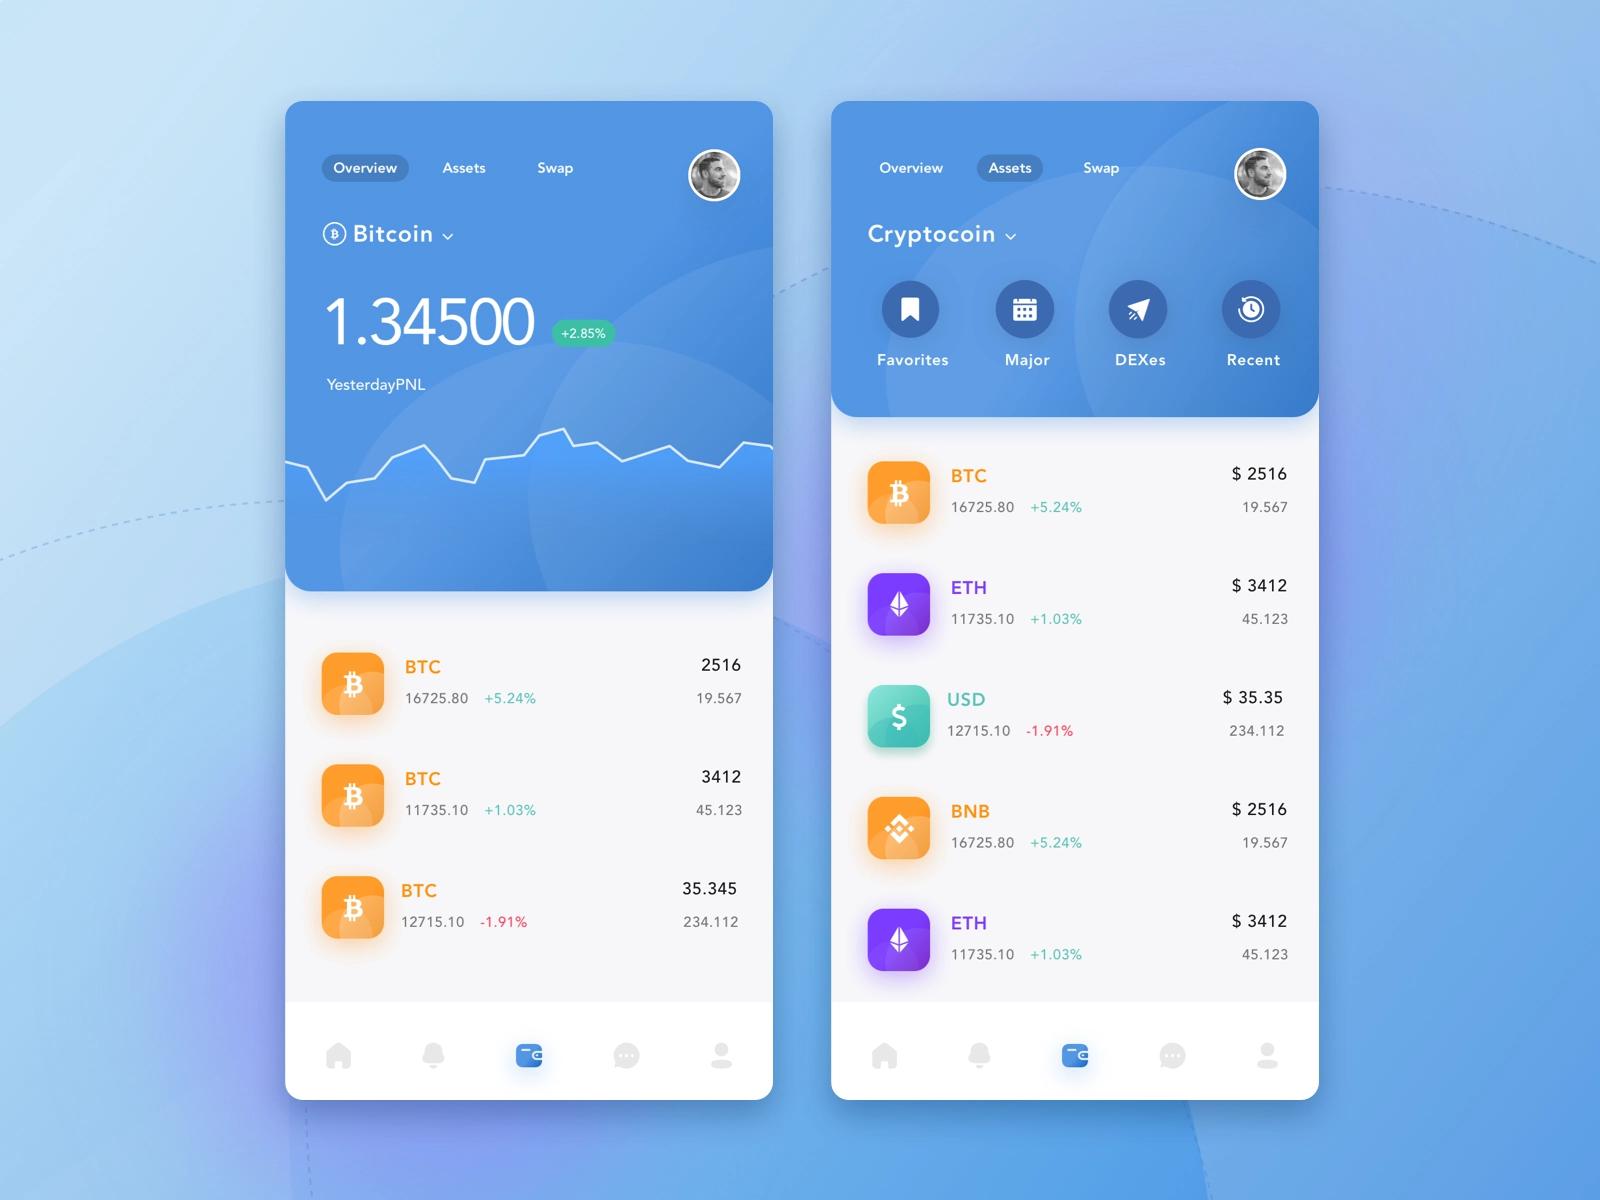 Overview Assets Swap
Bitcoin
1.34500 +2.85%
YesterdayPNL
BTC 2516
16725.80 +5.24% 19.567
BTC 3412
11735.10 +1.03% 45.123
BTC 35.345
12715.10 -1.91% 234.112
Overview Assets Swap
Cryptocoin
Favorites Major DEXes Recent
BTC $ 2516
16725.80 +5.24% 19.567
ETH $ 3412
11735.10 +1.03% 45.123
USD $ 35.35
12715.10 -1.91% 234.112
BNB $ 2516
16725.80 +5.24% 19.567
ETH $ 3412
11735.10 +1.03% 45.123